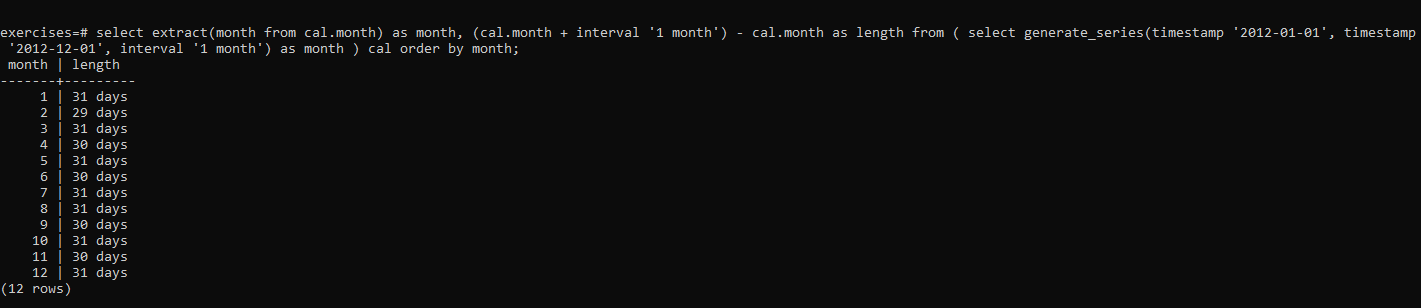 exercises=# select extract(month from cal.month) as month, (cal.month + interval '1 month') - cal.month as length from ( select generate_series(timestamp '2012-01-01', timestamp
 '2012-12-01', interval '1 month') as month ) cal order by month;
 month | length
-------+---------
     1 | 31 days
     2 | 29 days
     3 | 31 days
     4 | 30 days
     5 | 31 days
     6 | 30 days
     7 | 31 days
     8 | 31 days
     9 | 30 days
    10 | 31 days
    11 | 30 days
    12 | 31 days
(12 rows)